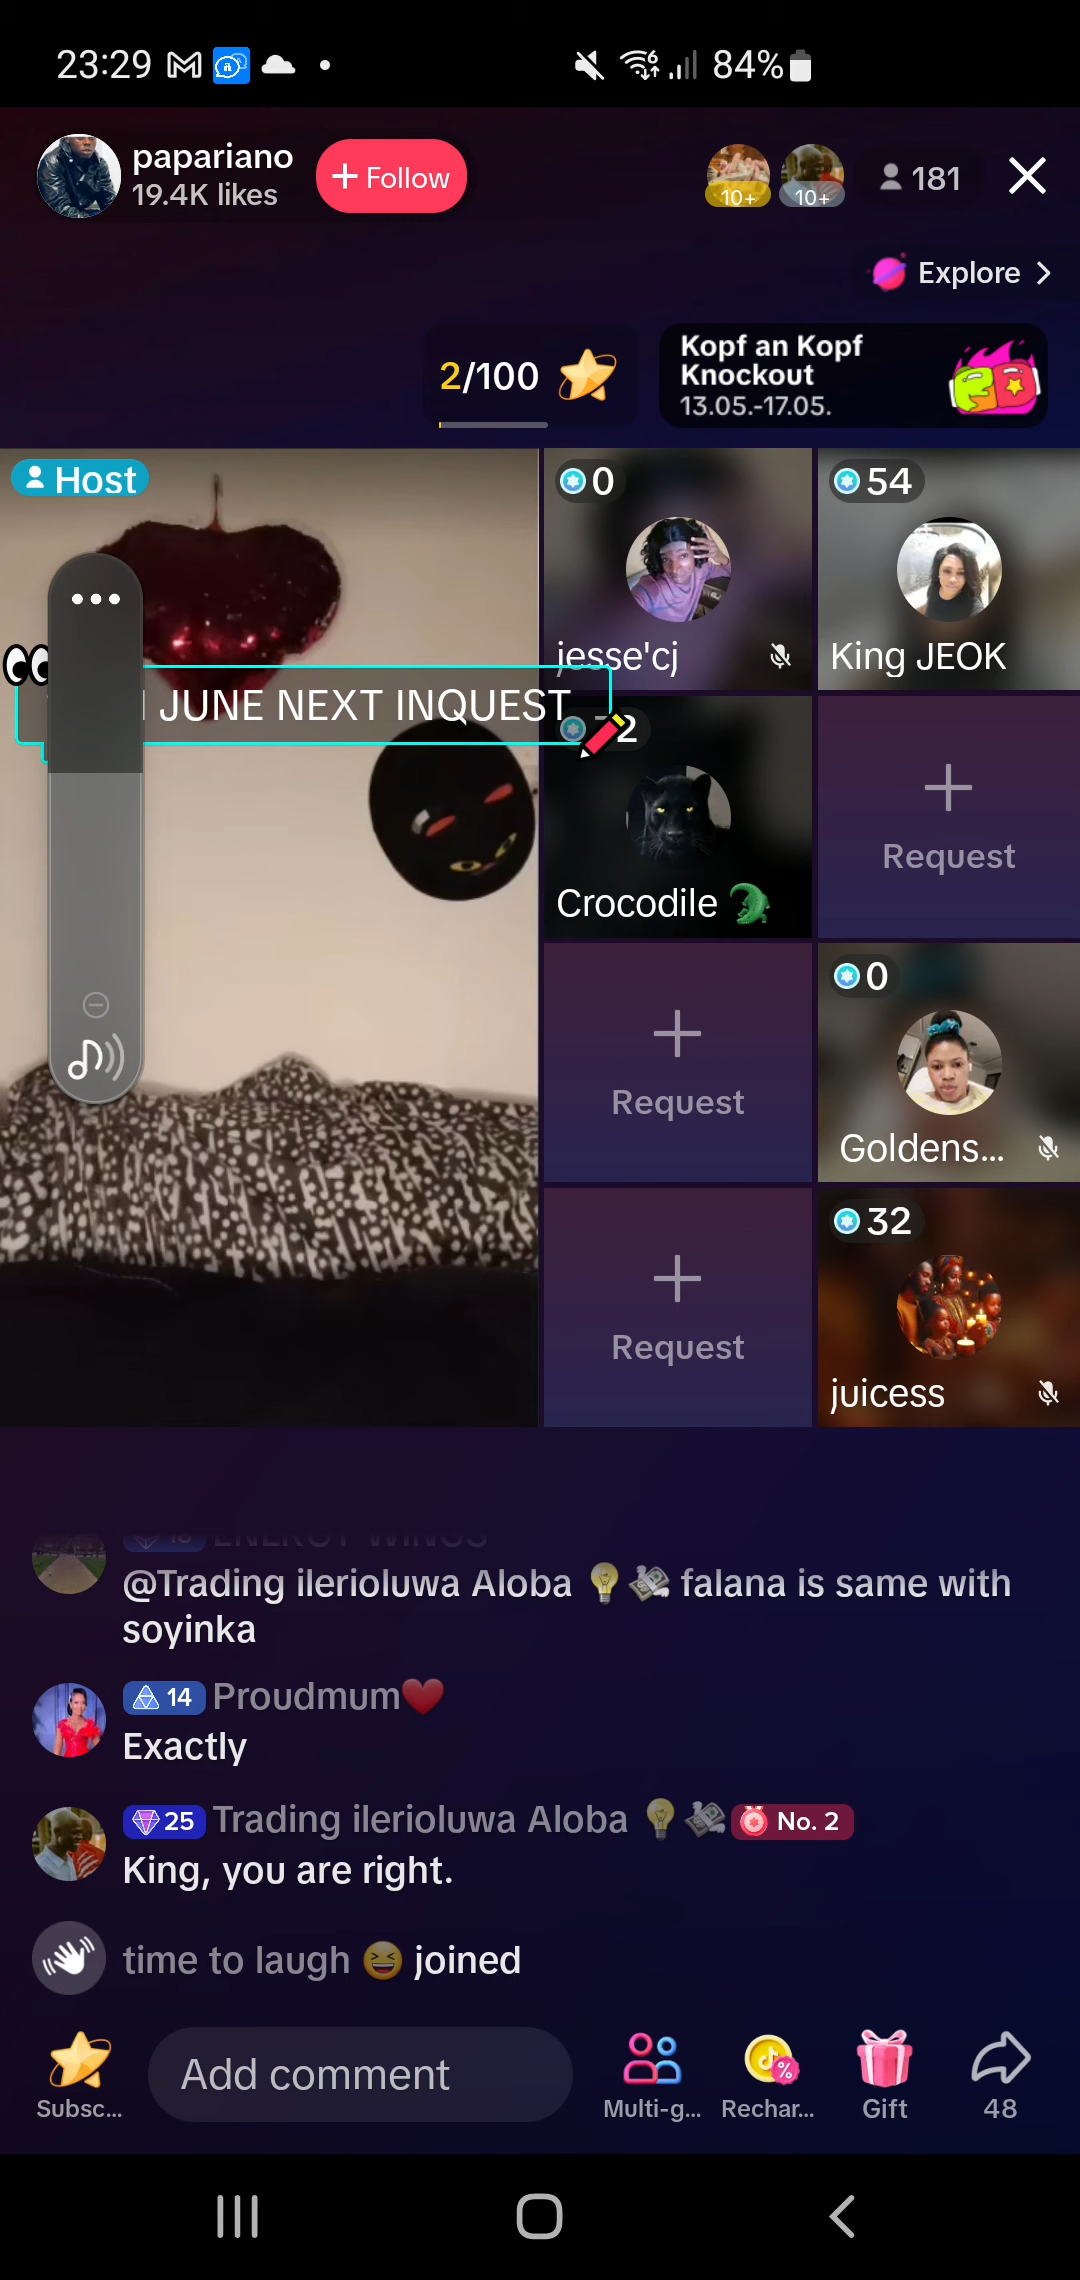 23:29
84%
papariano
19.4K likes
+ Follow
10+
10+
181
Explore
2/100
Kopf an Kopf
Knockout
13.05.-17.05.
Host
0
54
jesse'cj
King JEOK
JUNE NEXT INQUEST
2
Crocodile
Request
Request
0
Goldens...
Request
32
juicess
ENERGY WINGS
@Trading ilerioluwa Aloba 💡💸 falana is same with
soyinka
14 Proudmum❤️
Exactly
25 Trading ilerioluwa Aloba 💡💸 No. 2
King, you are right.
time to laugh 😆 joined
Subsc...
Add comment
Multi-g...
Rechar...
Gift
48